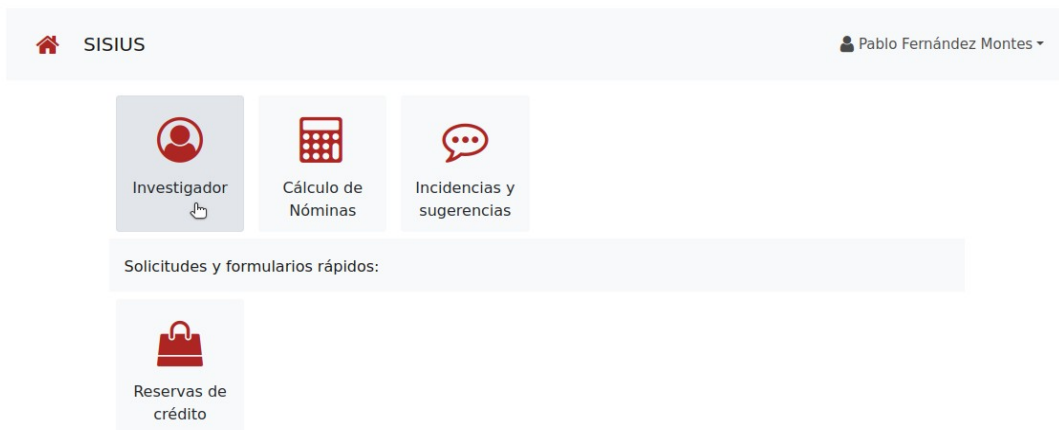 SISIUS
Pablo Fernández Montes
Investigador
Cálculo de
Nóminas
Incidencias y
sugerencias
Solicitudes y formularios rápidos:
Reservas de
crédito